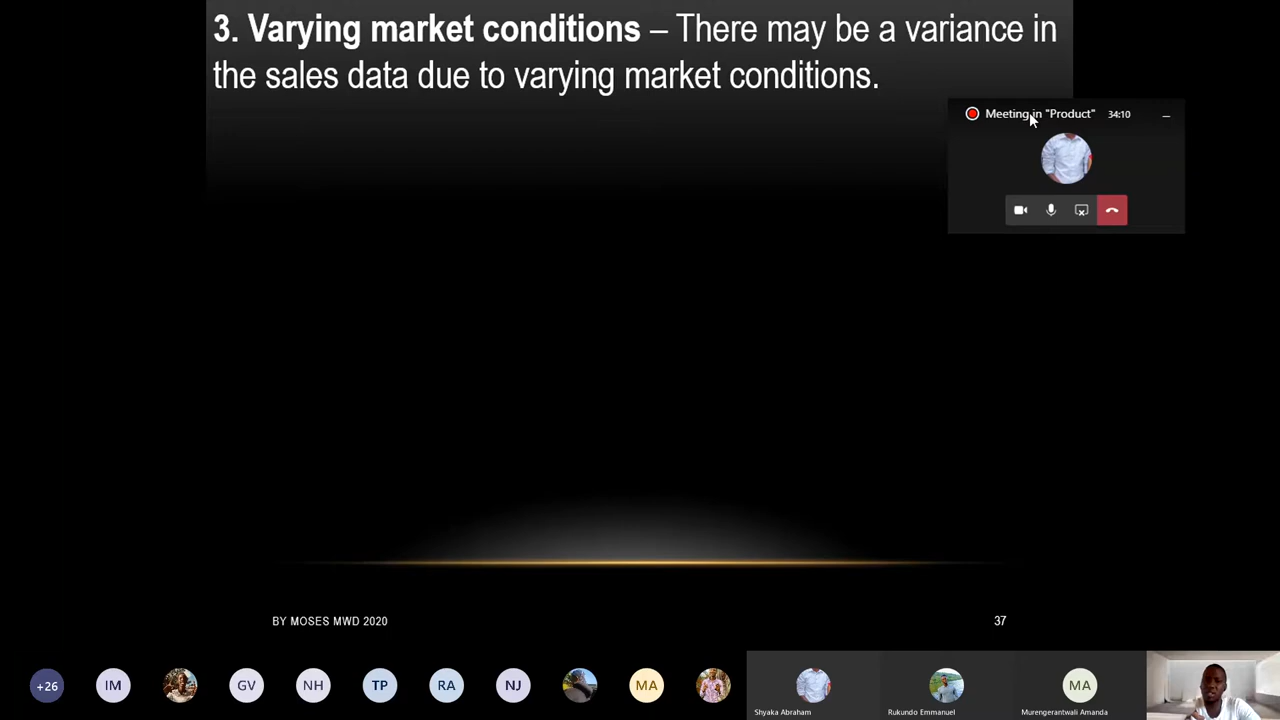 3. Varying market conditions – There may be a variance in
the sales data due to varying market conditions.
Meeting in "Product" 34:10
BY MOSES MWD 2020
37
+26 IM GV NH TP RA NJ MA MA
Shyaka Abraham Rukundo Emmanuel Murengerantwali Amanda